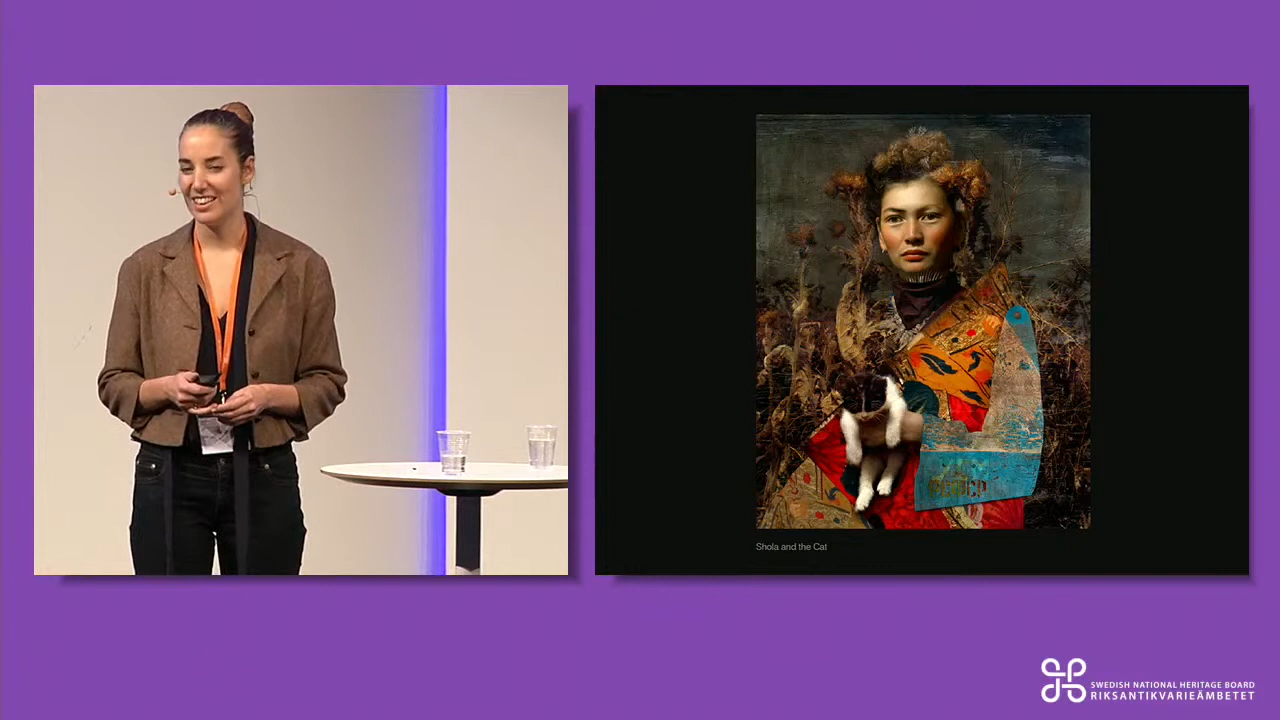 Shola and the Cat
SWEDISH NATIONAL HERITAGE BOARD
RIKSANTIKVARIEÄMBETET